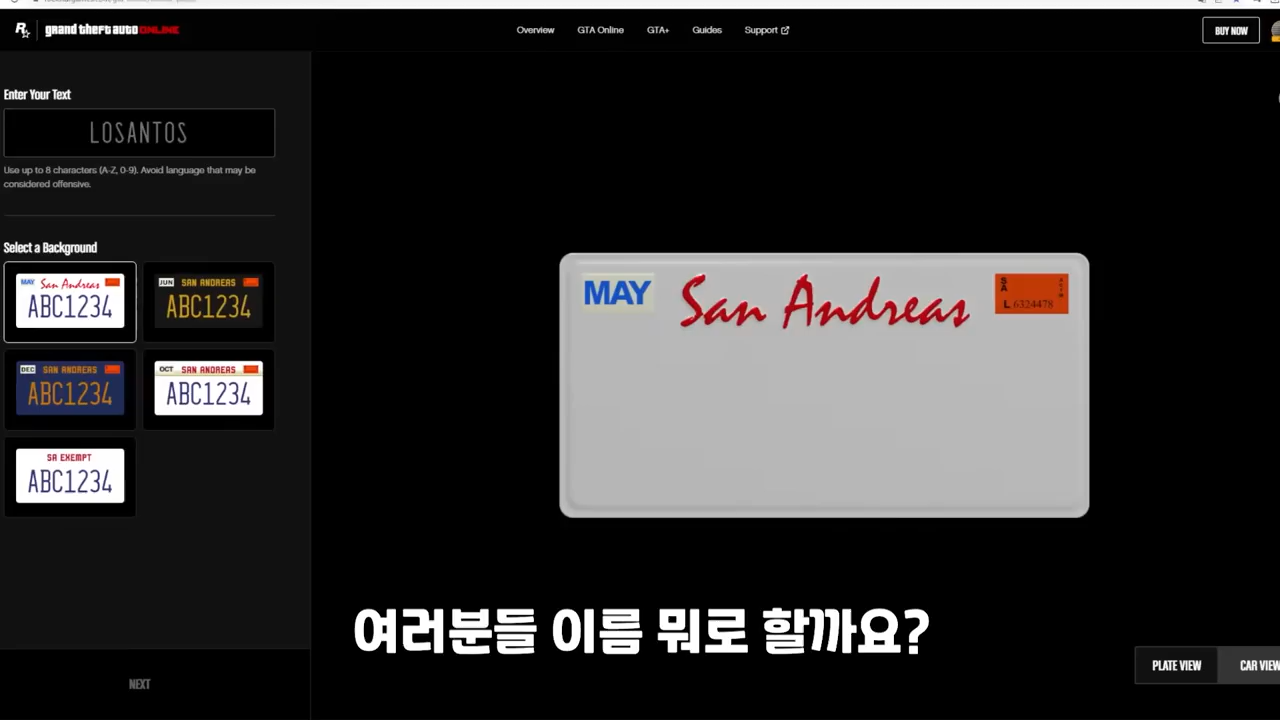 grand theft auto ONLINE
Overview
GTA Online
GTA+
Guides
Support
BUY NOW
Enter Your Text
LOSANTOS
Use up to 8 characters (A-Z, 0-9). Avoid language that may be
considered offensive.
Select a Background
MAY San Andreas
ABC1234
JUN SAN ANDREAS
ABC1234
DEC SAN ANDREAS
ABC1234
OCT SAN ANDREAS
ABC1234
SA EXEMPT
ABC1234
MAY San Andreas
SA
L 6324478
여러분들 이름 뭐로 할까요?
PLATE VIEW
CAR VIEW
NEXT